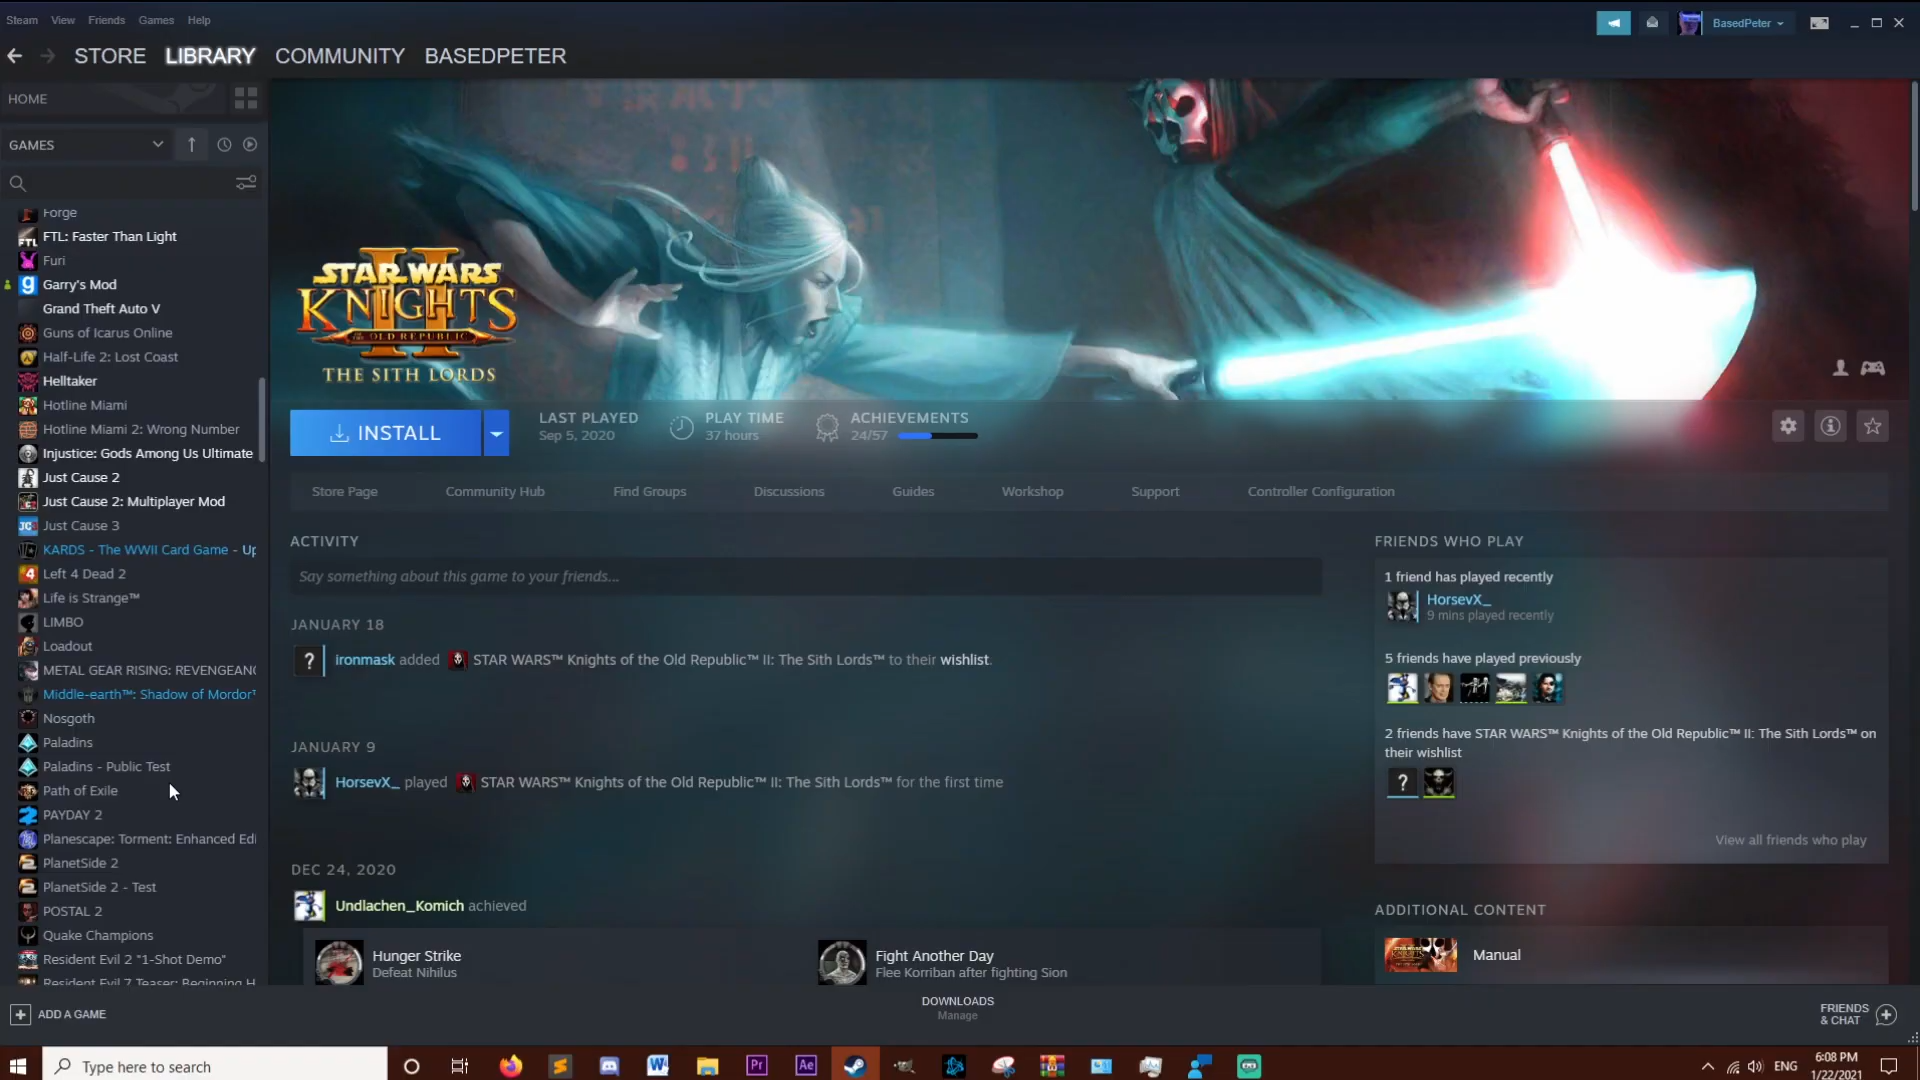 Steam View Friends Games Help
BasedPeter
STORE LIBRARY COMMUNITY BASEDPETER
HOME
GAMES
Forge
FTL: Faster Than Light
Furi
Garry's Mod
Grand Theft Auto V
Guns of Icarus Online
Half-Life 2: Lost Coast
Helltaker
Hotline Miami
Hotline Miami 2: Wrong Number
Injustice: Gods Among Us Ultimate
Just Cause 2
Just Cause 2: Multiplayer Mod
Just Cause 3
KARDS - The WWII Card Game - Up
Left 4 Dead 2
Life is Strange™
LIMBO
Loadout
METAL GEAR RISING: REVENGEANC
Middle-earth™: Shadow of Mordor™
Nosgoth
Paladins
Paladins - Public Test
Path of Exile
PAYDAY 2
Planescape: Torment: Enhanced Edi
PlanetSide 2
PlanetSide 2 - Test
POSTAL 2
Quake Champions
Resident Evil 2 "1-Shot Demo"
Resident Evil 7 Teaser: Beginning H
ADD A GAME
II
STAR WARS
KNIGHTS
OF THE OLD REPUBLIC
THE SITH LORDS
INSTALL
LAST PLAYED
Sep 5, 2020
PLAY TIME
37 hours
ACHIEVEMENTS
24/57
Store Page Community Hub Find Groups Discussions Guides Workshop Support Controller Configuration
ACTIVITY
Say something about this game to your friends...
JANUARY 18
ironmask added STAR WARS™ Knights of the Old Republic™ II: The Sith Lords™ to their wishlist.
JANUARY 9
HorsevX_ played STAR WARS™ Knights of the Old Republic™ II: The Sith Lords™ for the first time
DEC 24, 2020
Undlachen_Komich achieved
Hunger Strike
Defeat Nihilus
Fight Another Day
Flee Korriban after fighting Sion
FRIENDS WHO PLAY
1 friend has played recently
HorsevX_
9 mins played recently
5 friends have played previously
2 friends have STAR WARS™ Knights of the Old Republic™ II: The Sith Lords™ on
their wishlist
View all friends who play
ADDITIONAL CONTENT
Manual
DOWNLOADS
Manage
FRIENDS
& CHAT
Type here to search
ENG
6:08 PM
1/22/2021